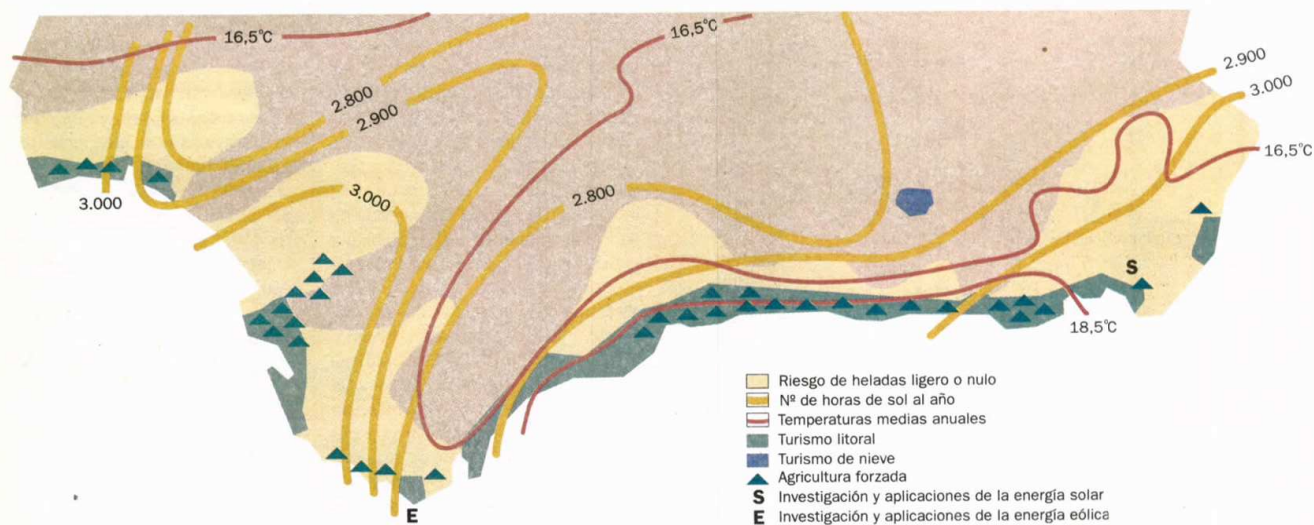 16,5°C
16,5°C
2.900
3.000
2.800
2.900
16,5°C
3.000
2.800
3.000
S
18,5°C
E
Riesgo de heladas ligero o nulo
Nº de horas de sol al año
Temperaturas medias anuales
Turismo litoral
Turismo de nieve
Agricultura forzada
S Investigación y aplicaciones de la energía solar
E Investigación y aplicaciones de la energía eólica